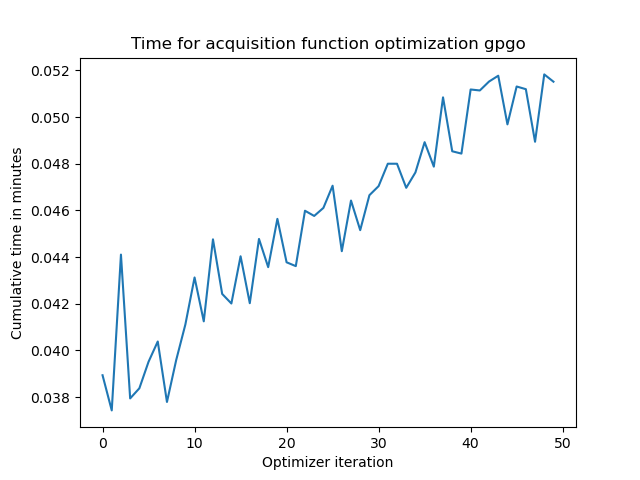 Time for acquisition function optimization gpgo
Cumulative time in minutes
0.052
0.050
0.048
0.046
0.044
0.042
0.040
0.038
0 10 20 30 40 50
Optimizer iteration